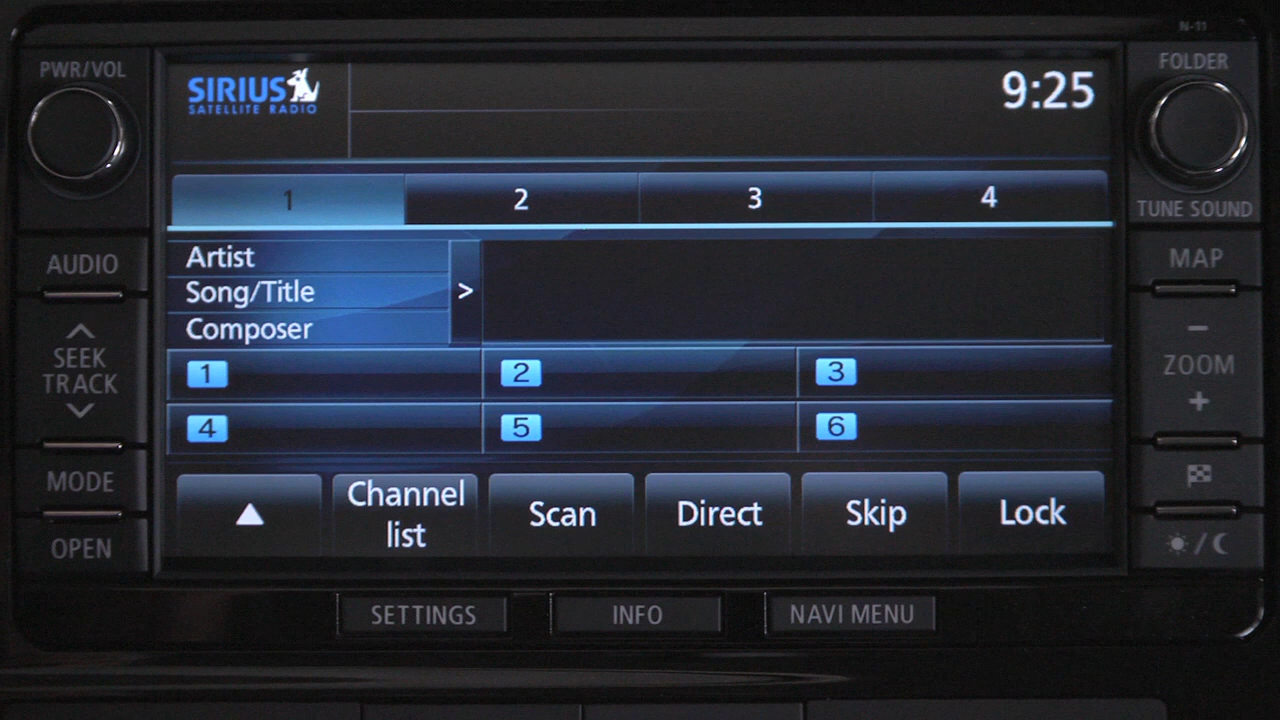 N-11
PWR/VOL
FOLDER
SIRIUS
SATELLITE RADIO
9:25
TUNE SOUND
1 2 3 4
AUDIO
MAP
Artist
Song/Title >
Composer
SEEK
TRACK
ZOOM
1 2 3
4 5 6
MODE
OPEN
Channel
list
Scan
Direct
Skip
Lock
SETTINGS
INFO
NAVI MENU